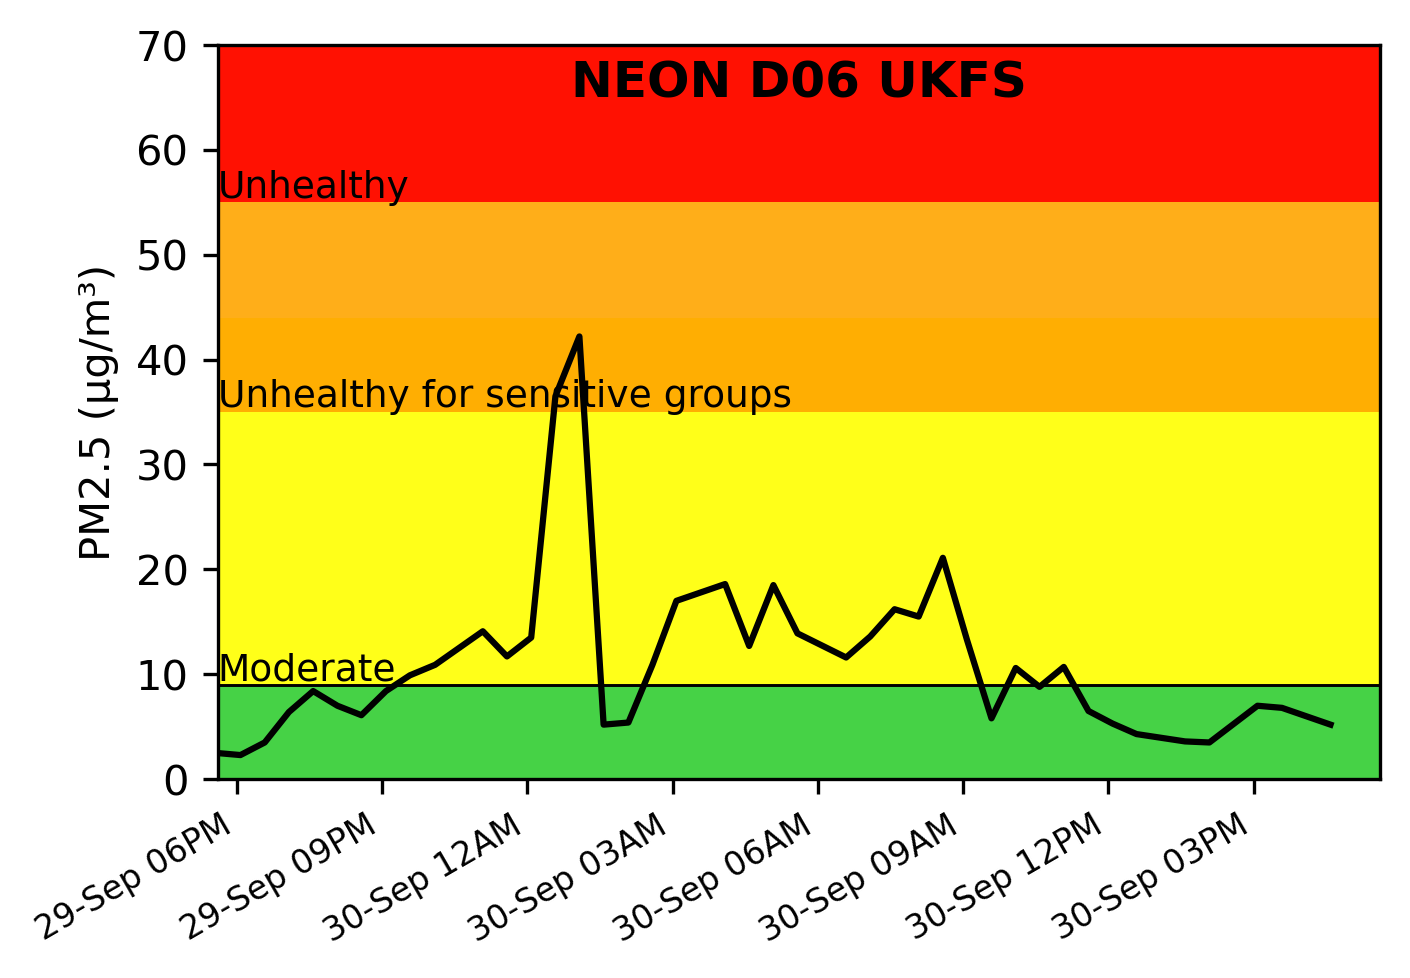 NEON D06 UKFS
70
60
50
40
30
20
10
0
PM2.5 (µg/m³)
Unhealthy
Unhealthy for sensitive groups
Moderate
29-Sep 06PM
29-Sep 09PM
30-Sep 12AM
30-Sep 03AM
30-Sep 06AM
30-Sep 09AM
30-Sep 12PM
30-Sep 03PM